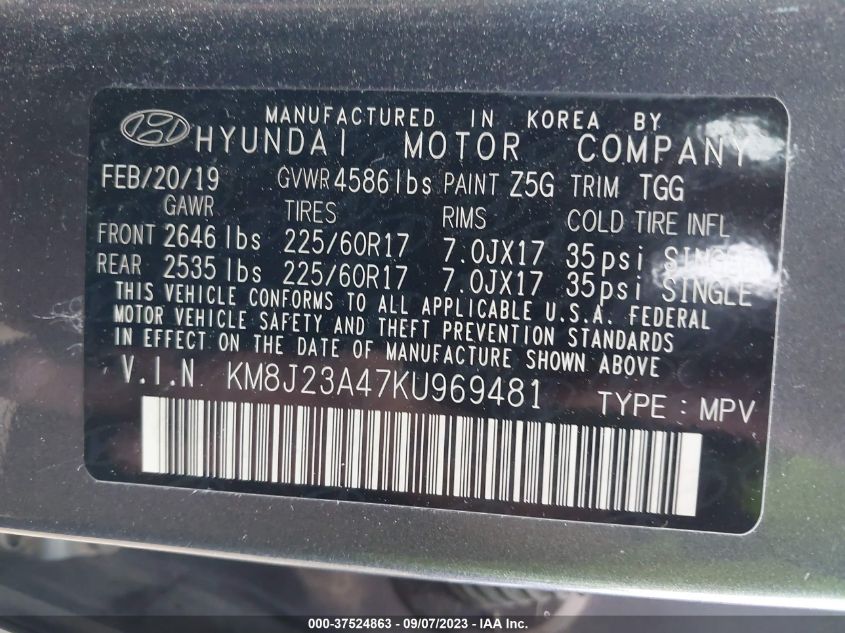 MANUFACTURED IN KOREA BY
HYUNDAI MOTOR COMPANY
FEB/20/19 GVWR 4586 lbs PAINT Z5G TRIM TGG
GAWR TIRES RIMS COLD TIRE INFL
FRONT 2646 lbs 225/60R17 7.0JX17 35psi SINGLE
REAR 2535 lbs 225/60R17 7.0JX17 35psi SINGLE
THIS VEHICLE CONFORMS TO ALL APPLICABLE U.S.A. FEDERAL
MOTOR VEHICLE SAFETY AND THEFT PREVENTION STANDARDS
IN EFFECT ON THE DATE OF MANUFACTURE SHOWN ABOVE
V.I.N KM8J23A47KU969481 TYPE : MPV
000-37524863 - 09/07/2023 - IAA Inc.